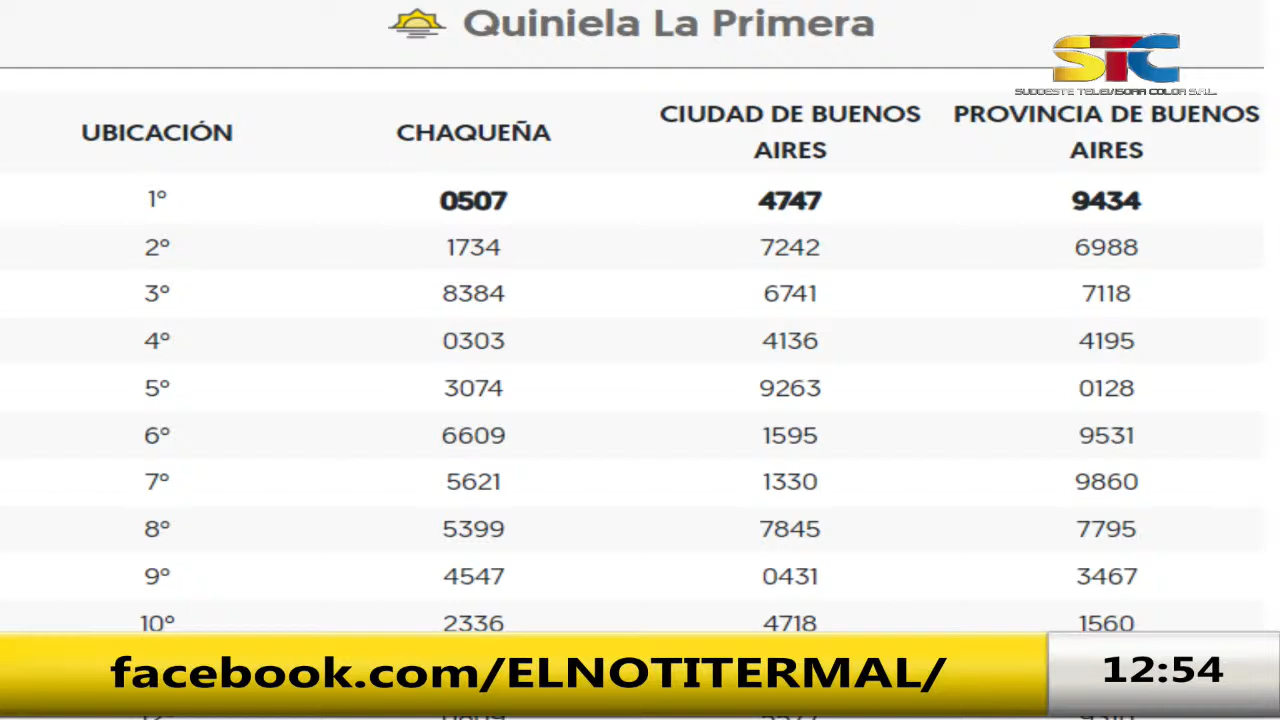 Quiniela La Primera
STC
SUDOESTE TELEVISORA COLOR S.R.L.
UBICACIÓN CHAQUEÑA CIUDAD DE BUENOS AIRES PROVINCIA DE BUENOS AIRES
1° 0507 4747 9434
2° 1734 7242 6988
3° 8384 6741 7118
4° 0303 4136 4195
5° 3074 9263 0128
6° 6609 1595 9531
7° 5621 1330 9860
8° 5399 7845 7795
9° 4547 0431 3467
10° 2336 4718 1560
facebook.com/ELNOTITERMAL/ 12:54